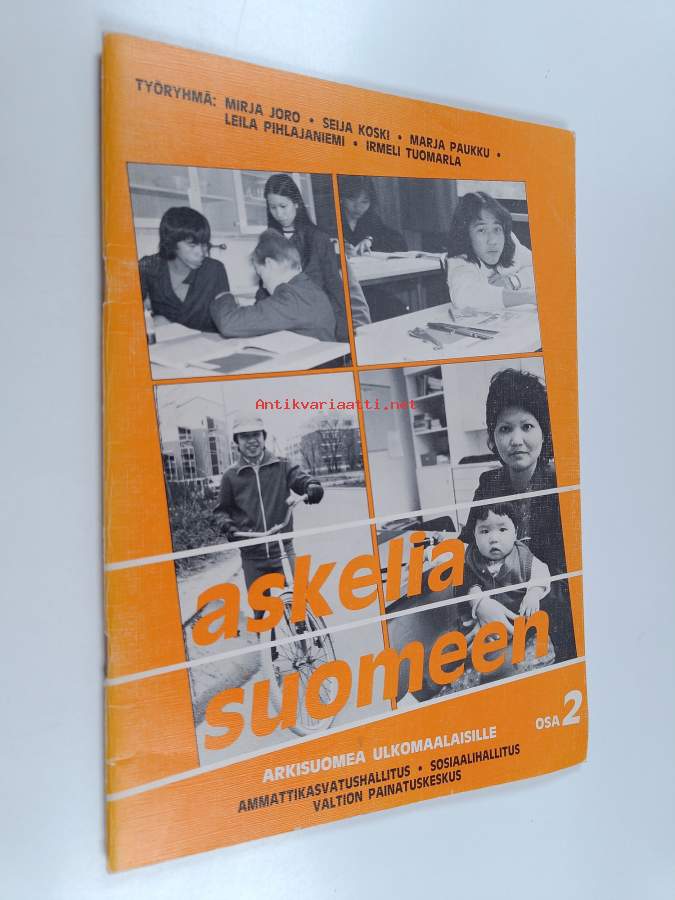 TYÖRYHMÄ: MIRJA JORO • SEIJA KOSKI • MARJA PAUKKU •
LEILA PIHLAJANIEMI • IRMELI TUOMARLA
Antikvariaatti.net
askelia
suomeen
ARKISUOMEA ULKOMAALAISILLE OSA 2
AMMATTIKASVATUSHALLITUS • SOSIAALIHALLITUS
VALTION PAINATUSKESKUS